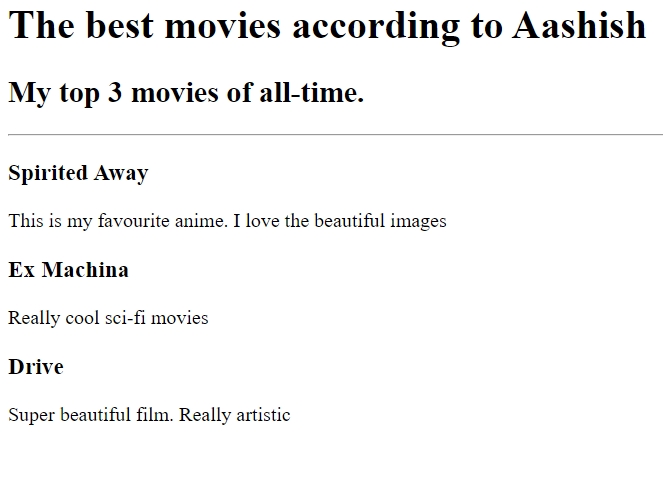 The best movies according to Aashish
My top 3 movies of all-time.
Spirited Away
This is my favourite anime. I love the beautiful images
Ex Machina
Really cool sci-fi movies
Drive
Super beautiful film. Really artistic